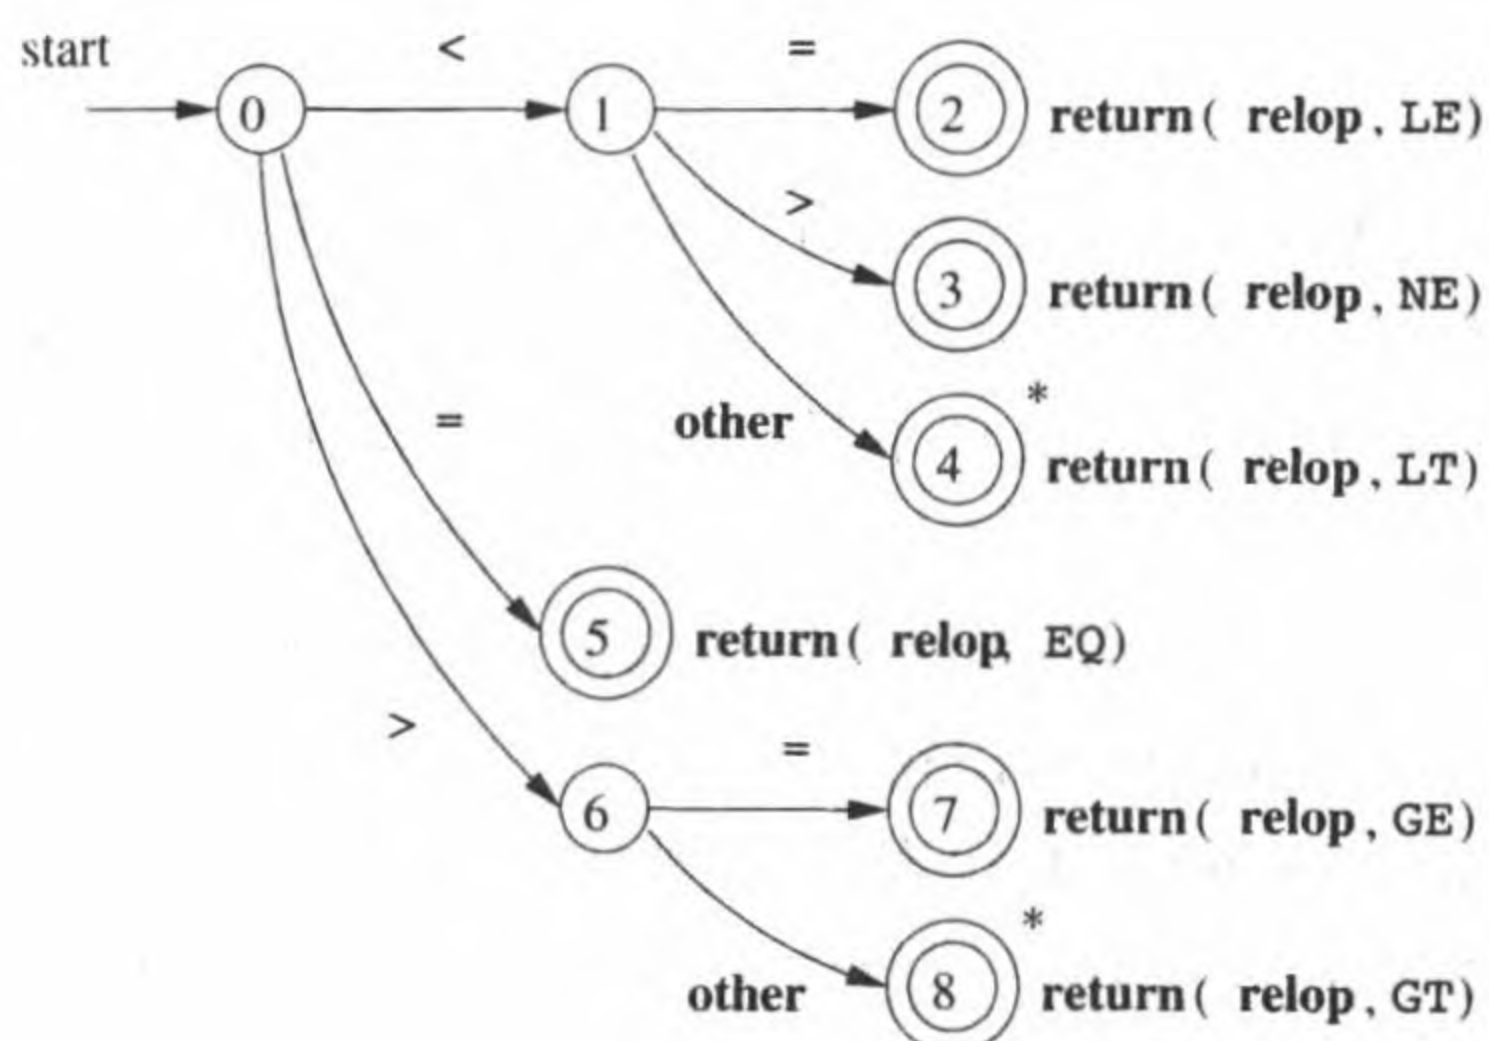 start < =
0 1 2 return( relop, LE)
>
3 return( relop, NE)
*
= other 4 return( relop, LT)
5 return( relop, EQ)
> =
6 7 return( relop, GE)
*
other 8 return( relop, GT)